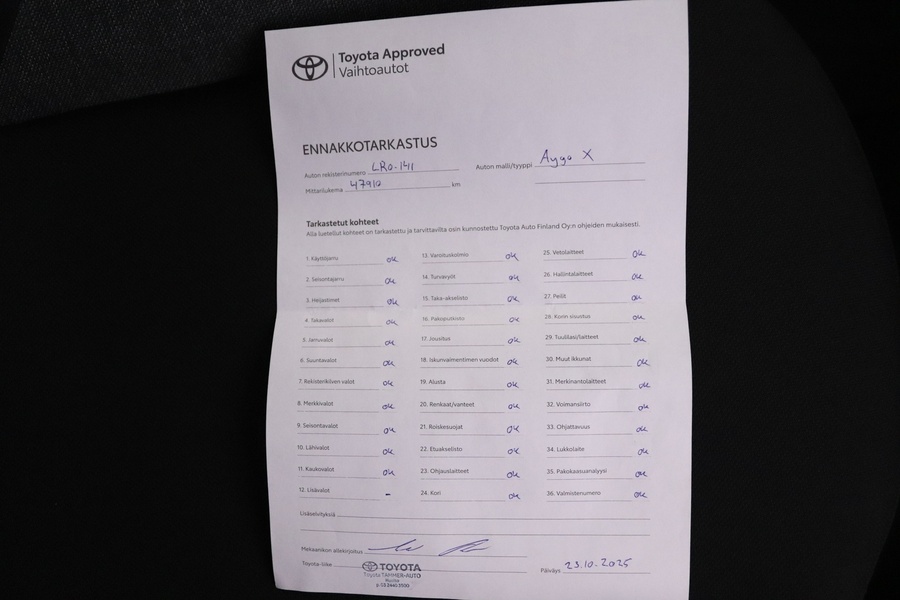 Toyota Approved
Vaihtoautot
ENNAKKOTARKASTUS
Auton rekisterinumero LRO-141
Auton malli/tyyppi Aygo X
Mittarilukema 47910 km
Tarkastetut kohteet
Alla luetellut kohteet on tarkastettu ja tarvittavilta osin kunnostettu Toyota Auto Finland Oy:n ohjeiden mukaisesti.
1. Käyttöjarru ok
2. Seisontajarru ok
3. Heijastimet ok
4. Takavalot ok
5. Jarruvalot ok
6. Suuntavalot ok
7. Rekisterikilven valot ok
8. Merkkivalot ok
9. Seisontavalot ok
10. Lähivalot ok
11. Kaukovalot ok
12. Lisävalot -
13. Varoituskolmio ok
14. Turvavyöt ok
15. Taka-akselisto ok
16. Pakoputkisto ok
17. Jousitus ok
18. Iskunvaimentimen vuodot ok
19. Alusta ok
20. Renkaat/vanteet ok
21. Roiskesuojat ok
22. Etuakselisto ok
23. Ohjauslaitteet ok
24. Kori ok
25. Vetolaitteet ok
26. Hallintalaitteet ok
27. Peilit ok
28. Korin sisustus ok
29. Tuulilasi/laitteet ok
30. Muut ikkunat ok
31. Merkinantolaitteet ok
32. Voimansiirto ok
33. Ohjattavuus ok
34. Lukkolaite ok
35. Pakokaasuanalyysi ok
36. Valmistenumero ok
Lisäselvityksiä
Mekaanikon allekirjoitus
Toyota-liike TOYOTA
Toyota TAMMER-AUTO
Päiväys 23.10.2025